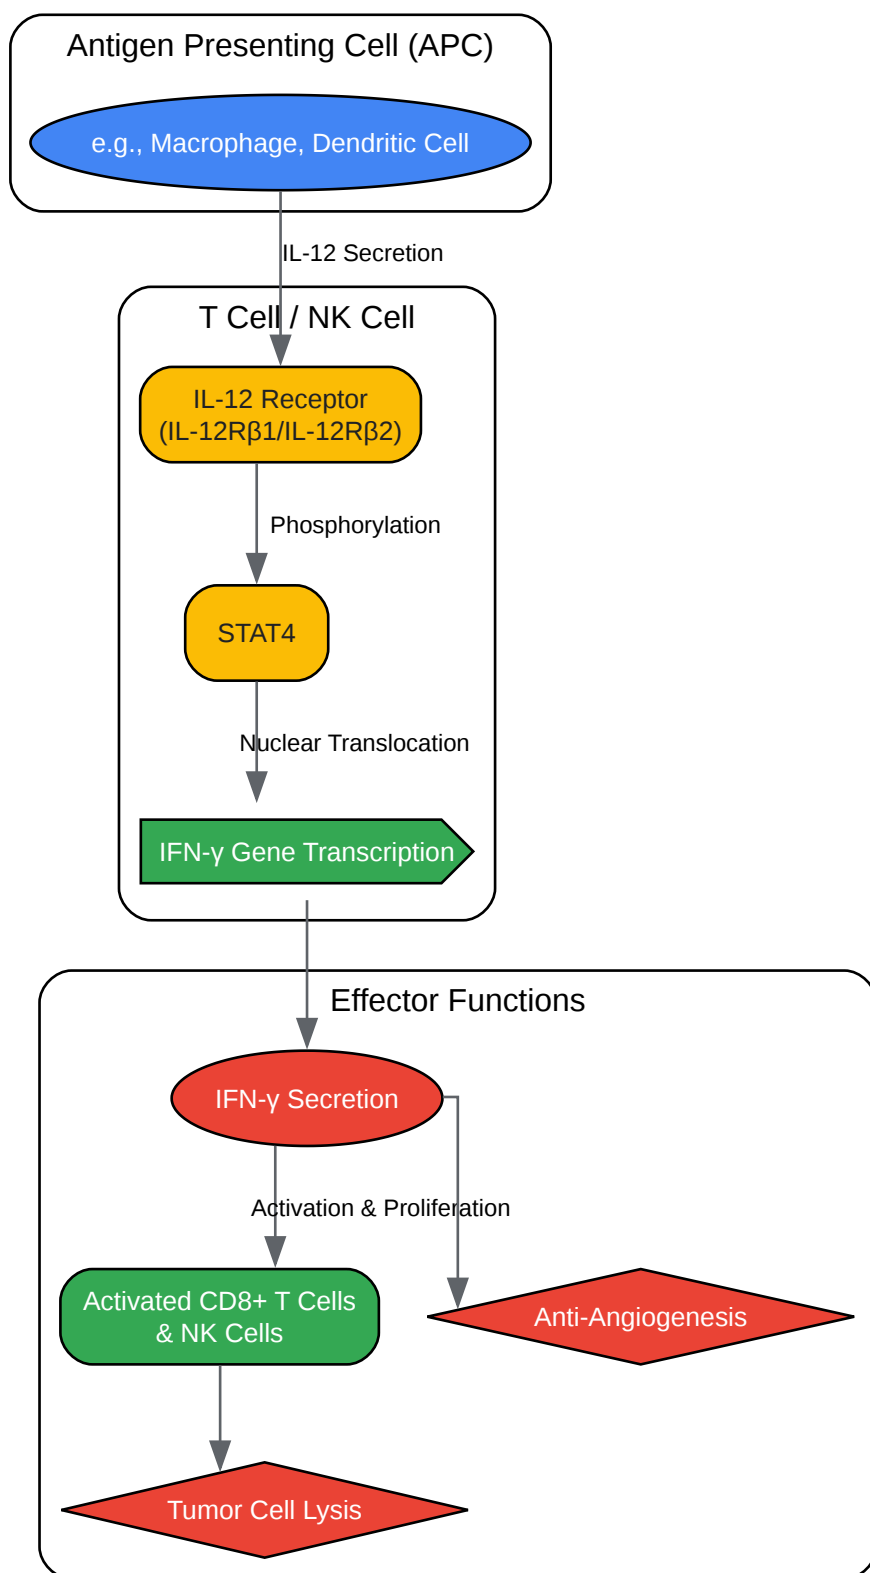 Antigen Presenting Cell (APC)
e.g., Macrophage, Dendritic Cell
IL-12 Secretion
T Cell / NK Cell
IL-12 Receptor
(IL-12Rβ1/IL-12Rβ2)
Phosphorylation
STAT4
Nuclear Translocation
IFN-γ Gene Transcription
Effector Functions
IFN-γ Secretion
Activation & Proliferation
Activated CD8+ T Cells
& NK Cells
Anti-Angiogenesis
Tumor Cell Lysis